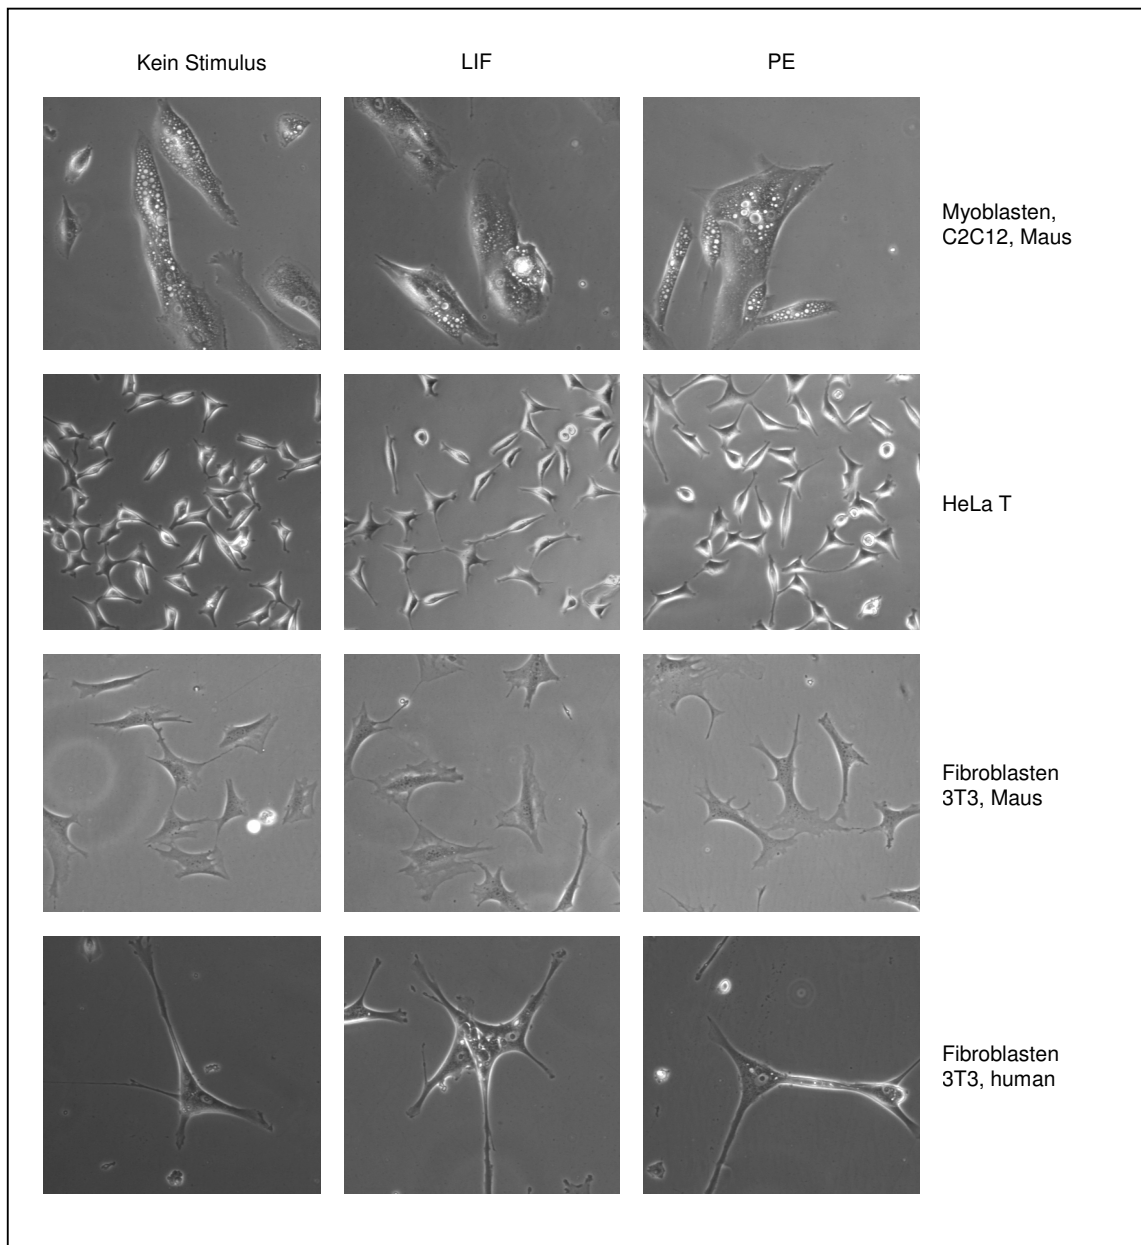 Kein Stimulus
LIF
PE
Myoblasten,
C2C12, Maus
HeLa T
Fibroblasten
3T3, Maus
Fibroblasten
3T3, human